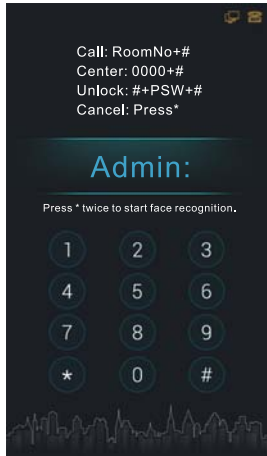 Call: RoomNo+#
Center: 0000+#
Unlock: #+PSW+#
Cancel: Press*
Admin:
Press * twice to start face recognition.
1 2 3
4 5 6
7 8 9
* 0 #